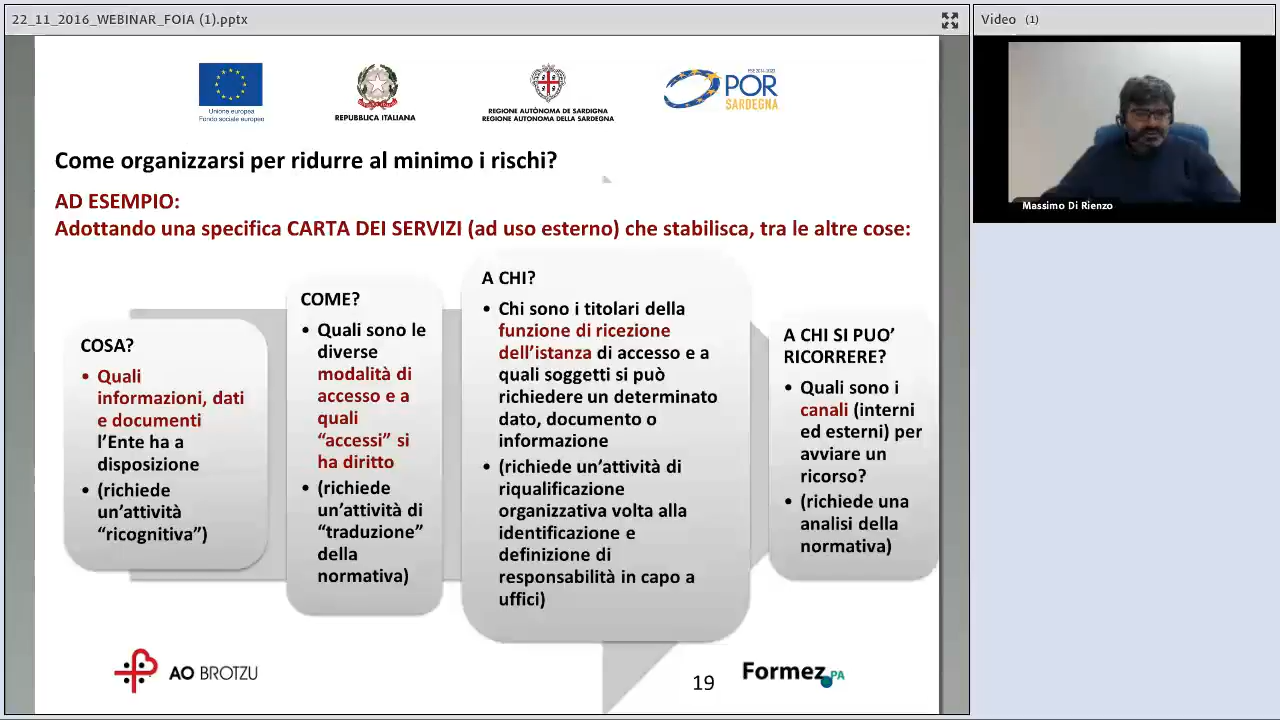 22_11_2016_WEBINAR_FOIA (1).pptx
Video (1)
Unione europea
Fondo sociale europeo
REPUBBLICA ITALIANA
REGIONE AUTÒNOMA DE SARDIGNA
REGIONE AUTONOMA DELLA SARDEGNA
POR
SARDEGNA
Massimo Di Rienzo
Come organizzarsi per ridurre al minimo i rischi?
AD ESEMPIO:
Adottando una specifica CARTA DEI SERVIZI (ad uso esterno) che stabilisca, tra le altre cose:
COSA?
• Quali
informazioni, dati
e documenti
l’Ente ha a
disposizione
• (richiede
un’attività
“ricognitiva”)
COME?
• Quali sono le
diverse
modalità di
accesso e a
quali
“accessi” si
ha diritto
• (richiede
un’attività di
“traduzione”
della
normativa)
A CHI?
• Chi sono i titolari della
funzione di ricezione
dell’istanza di accesso e a
quali soggetti si può
richiedere un determinato
dato, documento o
informazione
• (richiede un’attività di
riqualificazione
organizzativa volta alla
identificazione e
definizione di
responsabilità in capo a
uffici)
A CHI SI PUO’
RICORRERE?
• Quali sono i
canali (interni
ed esterni) per
avviare un
ricorso?
• (richiede una
analisi della
normativa)
AO BROTZU
19
Formez PA